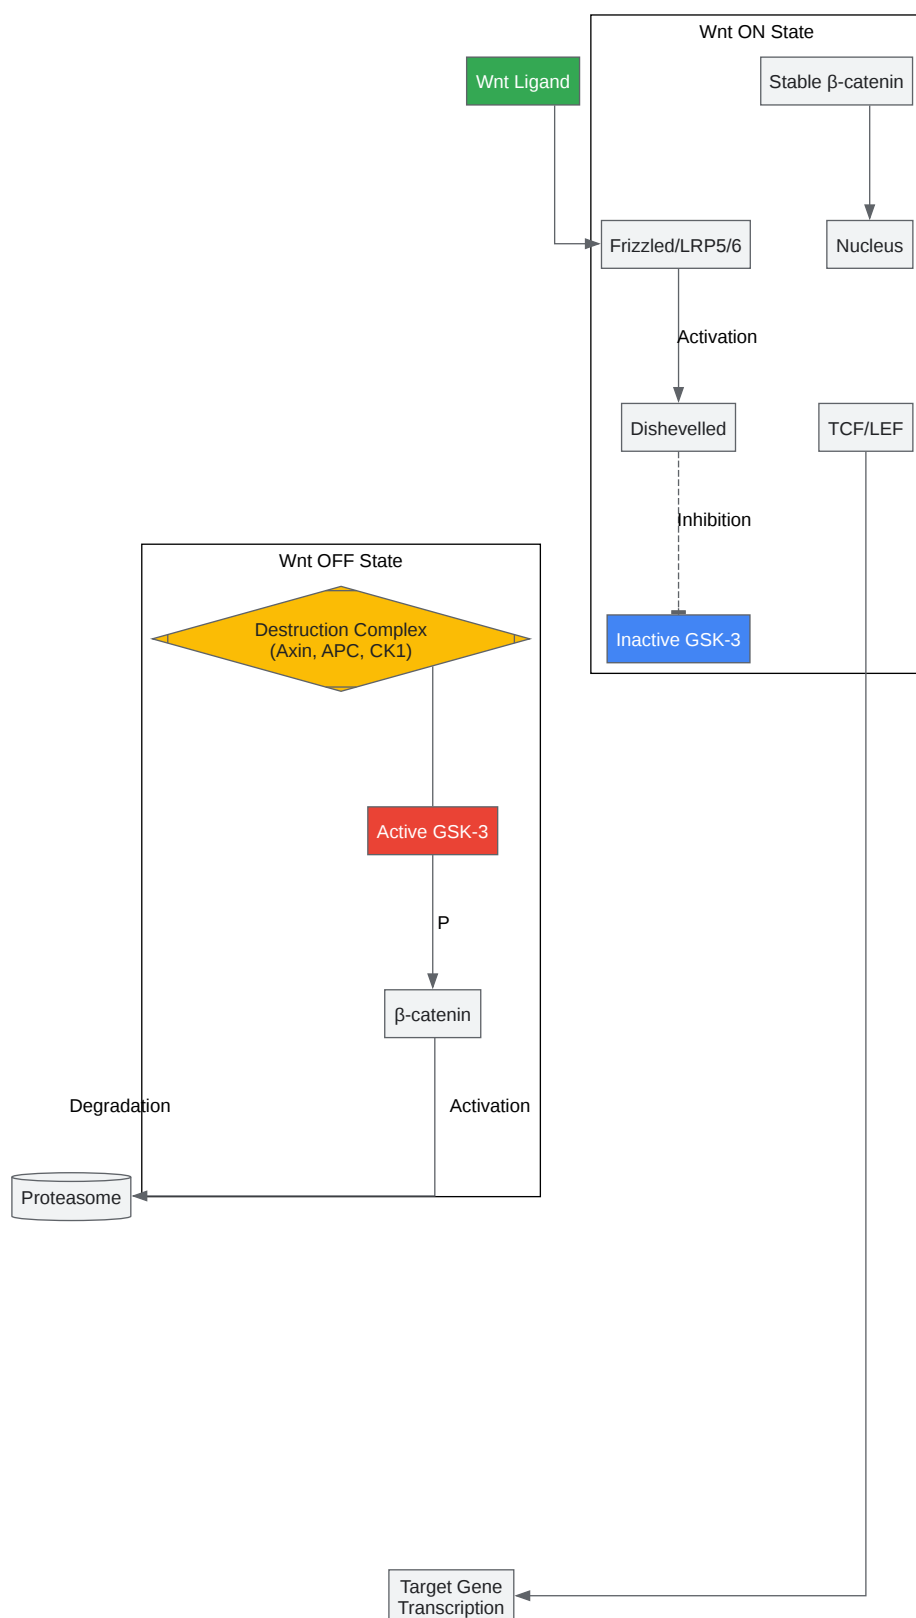 Wnt ON State
Wnt Ligand
Stable β-catenin
Frizzled/LRP5/6
Nucleus
Activation
Dishevelled
TCF/LEF
Inhibition
Wnt OFF State
Destruction Complex
(Axin, APC, CK1)
Inactive GSK-3
Active GSK-3
P
β-catenin
Degradation
Activation
Proteasome
Target Gene
Transcription